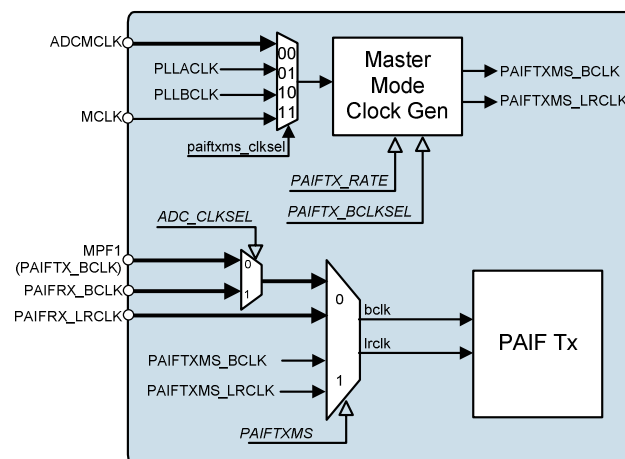 ADCMCLK
PLLACLK
PLLBCLK
MCLK
00
01
10
11
paiftxms_clksel
Master
Mode
Clock Gen
PAIFTXMS_BCLK
PAIFTXMS_LRCLK
PAIFTX_RATE
PAIFTX_BCLKSEL
ADC_CLKSEL
MPF1
(PAIFTX_BCLK)
PAIFRX_BCLK
PAIFRX_LRCLK
0
1
PAIFTXMS_BCLK
PAIFTXMS_LRCLK
0
1
PAIFTXMS
bclk
lrclk
PAIF Tx